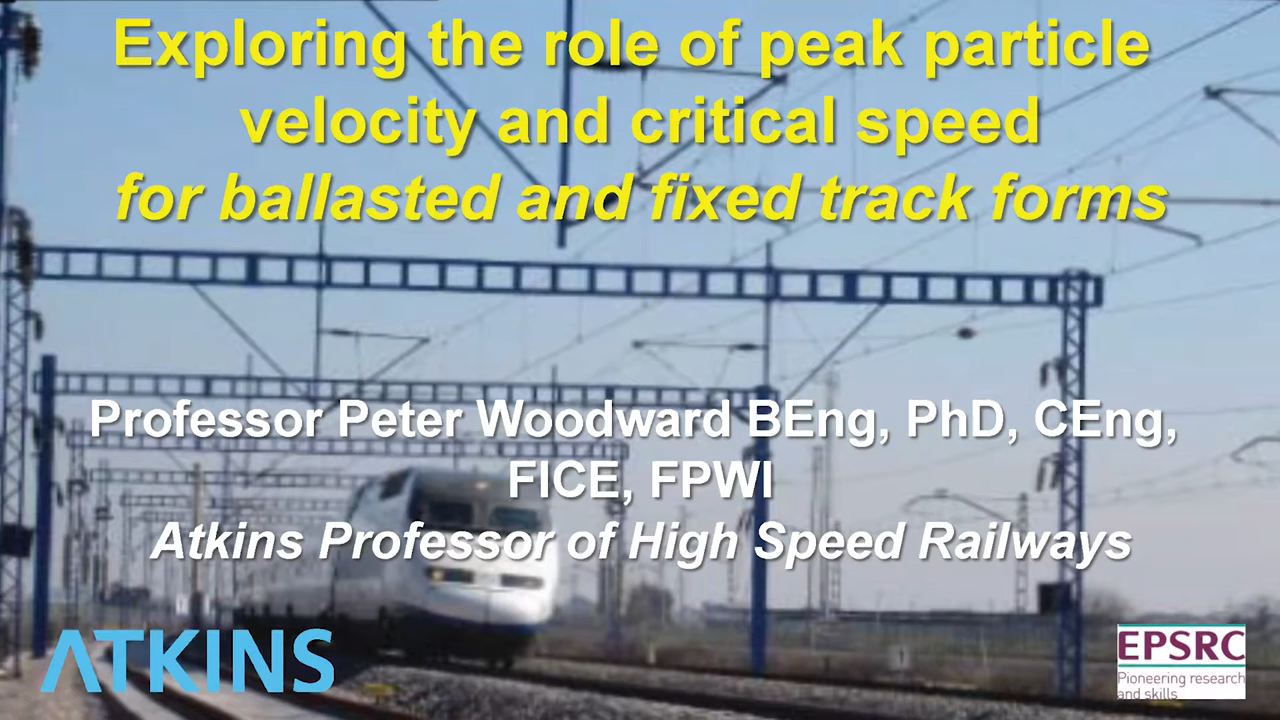 Exploring the role of peak particle
velocity and critical speed
for ballasted and fixed track forms
Professor Peter Woodward BEng, PhD, CEng,
FICE, FPWI
Atkins Professor of High Speed Railways
ATKINS
EPSRC
Pioneering research
and skills